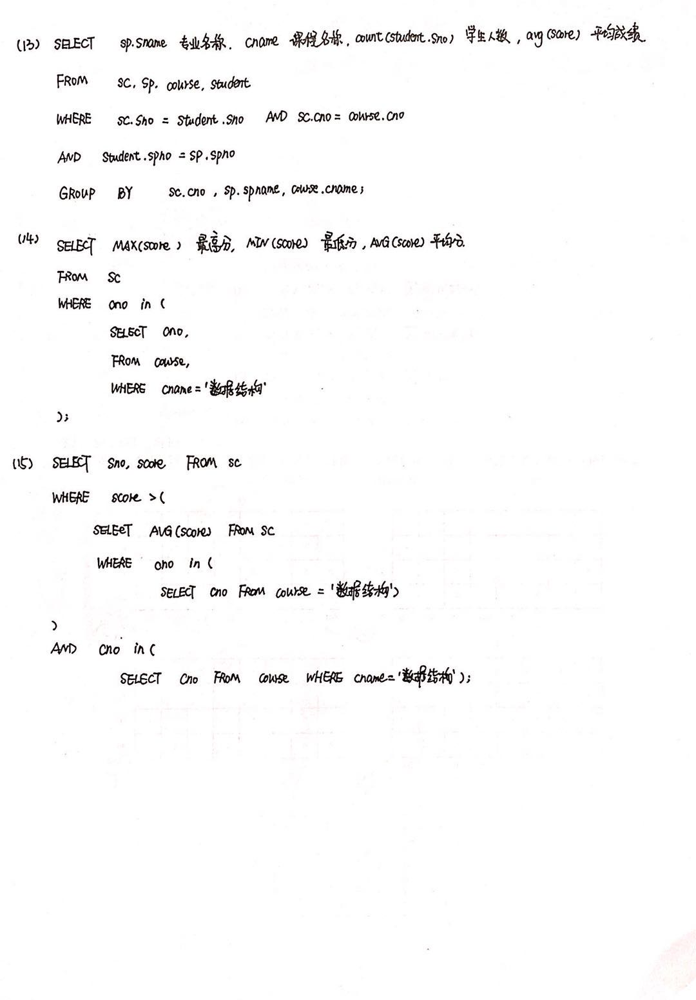 (13) SELECT sp.sname 专业名称, cname 课程名称, count(student.sno) 学生人数, avg(score) 平均成绩.
FROM sc, sp, course, student
WHERE sc.sno = student.sno AND sc.cno = course.cno
AND student.spno = sp.spno
GROUP BY sc.cno, sp.spname, course.cname;
(14)
SELECT MAX(score) 最高分, MIN(score) 最低分, AVG(score) 平均分.
FROM sc
WHERE cno in (
SELECT cno,
FROM course,
WHERE cname='数据结构'
);
(15) SELECT sno, score FROM sc
WHERE score >(
SELECT AVG(score) FROM sc
WHERE cno in (
SELECT cno FROM course = '数据结构')
)
AND cno in (
SELECT cno FROM course WHERE cname='数据结构');